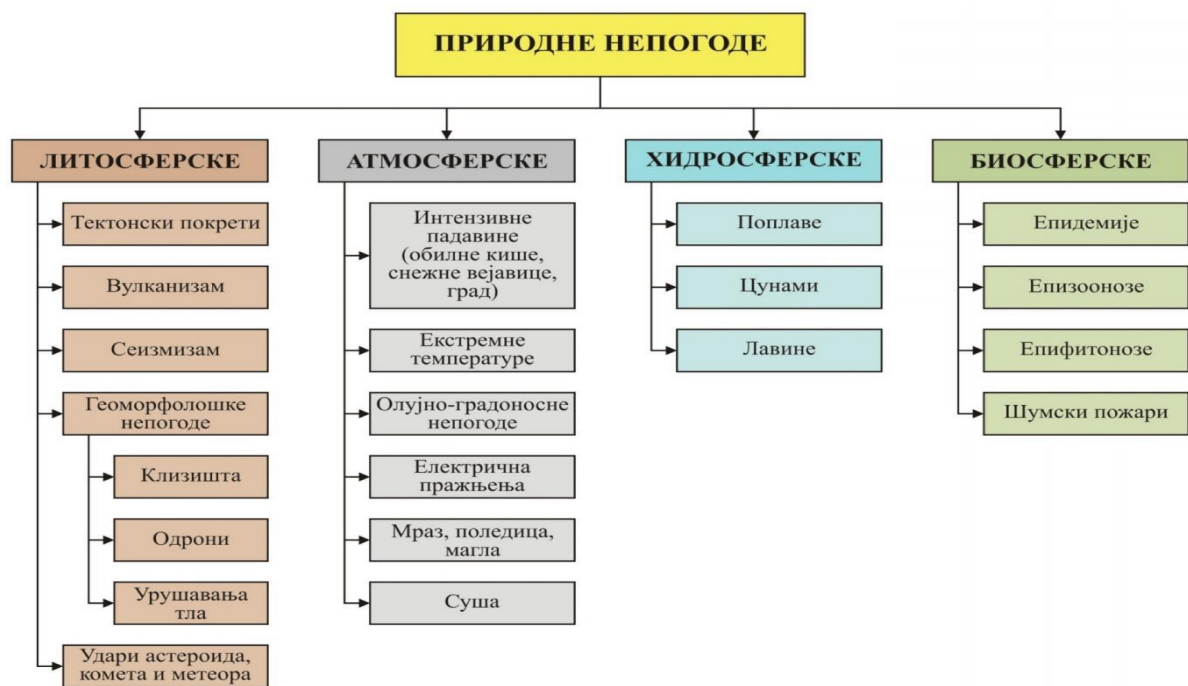 ПРИРОДНЕ НЕПОГОДЕ
ЛИТОСФЕРСКЕ
Тектонски покрети
Вулканизам
Сеизмизам
Геоморфолошке
непогоде
Клизишта
Одрони
Урушавања
тла
Удари астероида,
комета и метеора
АТМОСФЕРСКЕ
Интензивне
падавине
(обилне кише,
снежне вејавице,
град)
Екстремне
температуре
Олујно-градоносне
непогоде
Електрична
пражњења
Мраз, поледица,
магла
Суша
ХИДРОСФЕРСКЕ
Поплаве
Цунами
Лавине
БИОСФЕРСКЕ
Епидемије
Епизоонозе
Епифитонозе
Шумски пожари